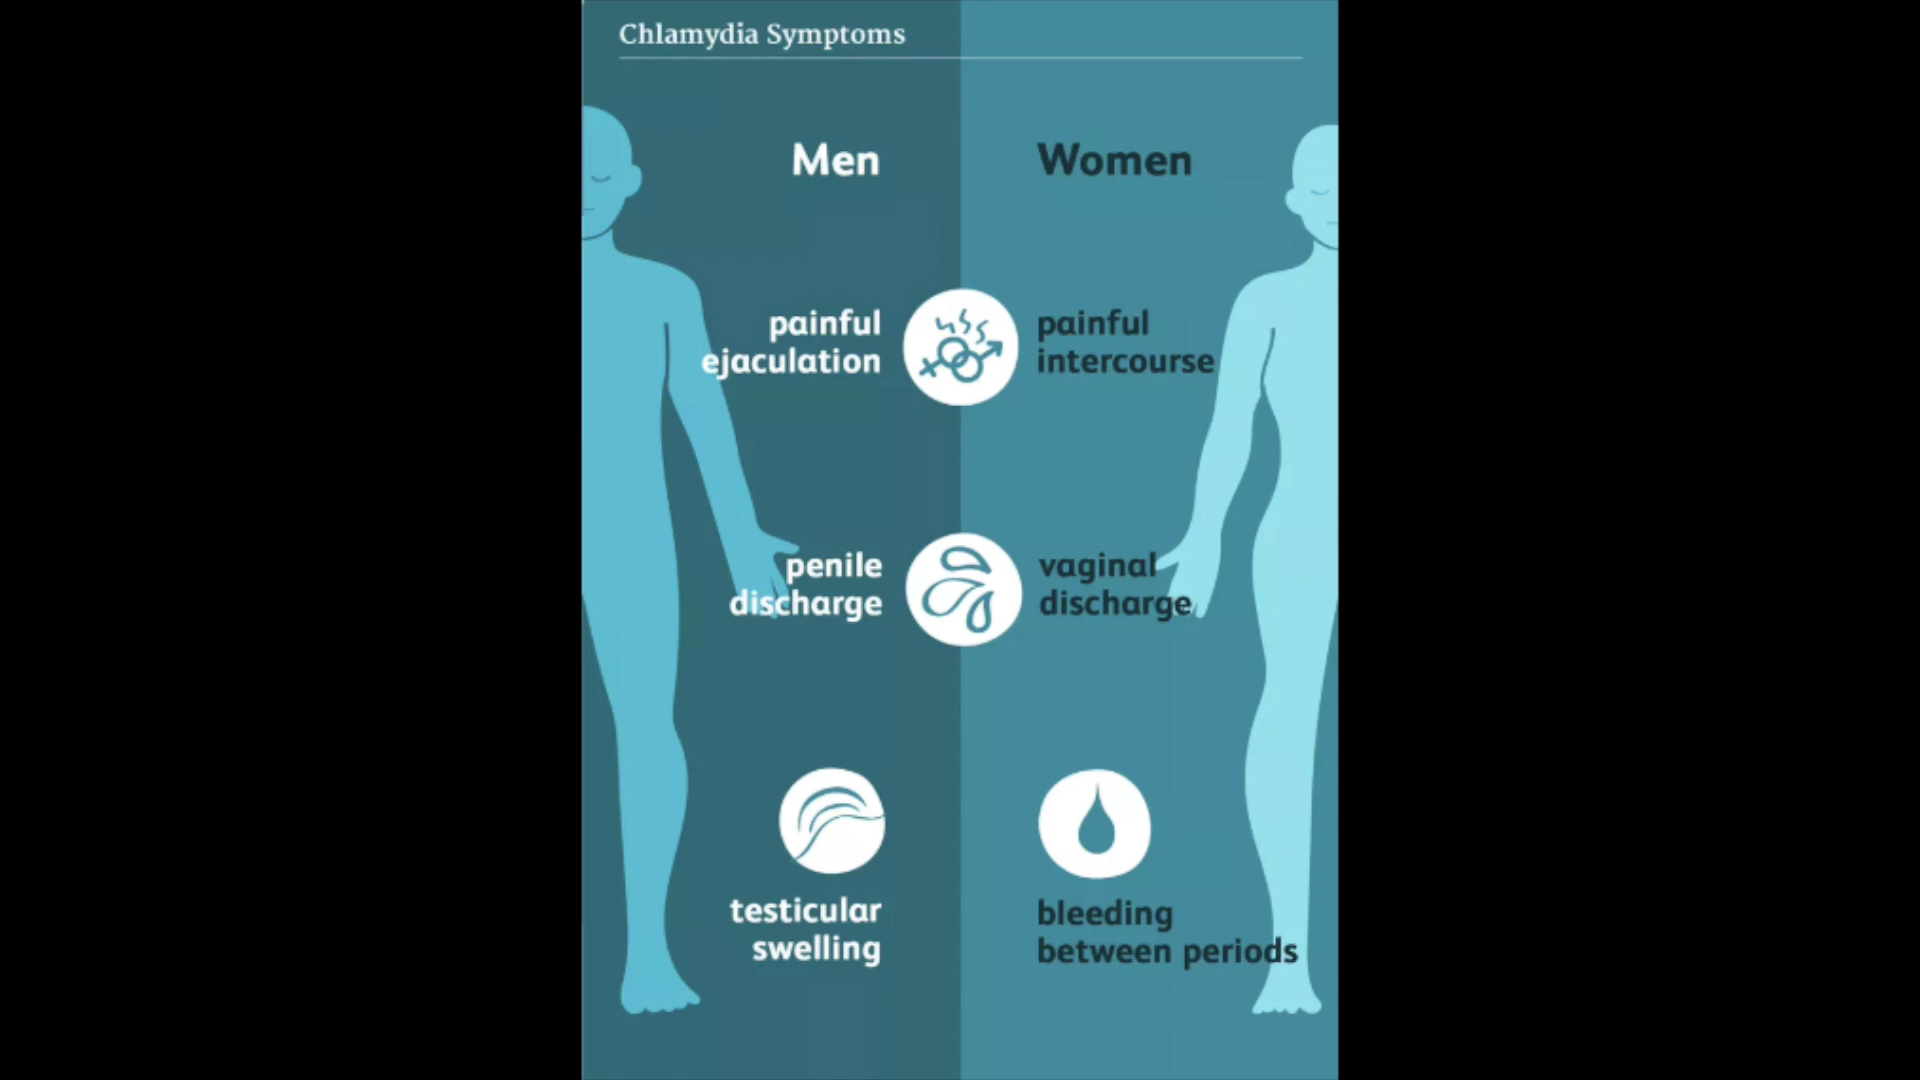 Chlamydia Symptoms
Men
Women
painful
ejaculation
painful
intercourse
penile
discharge
vaginal
discharge
testicular
swelling
bleeding
between periods